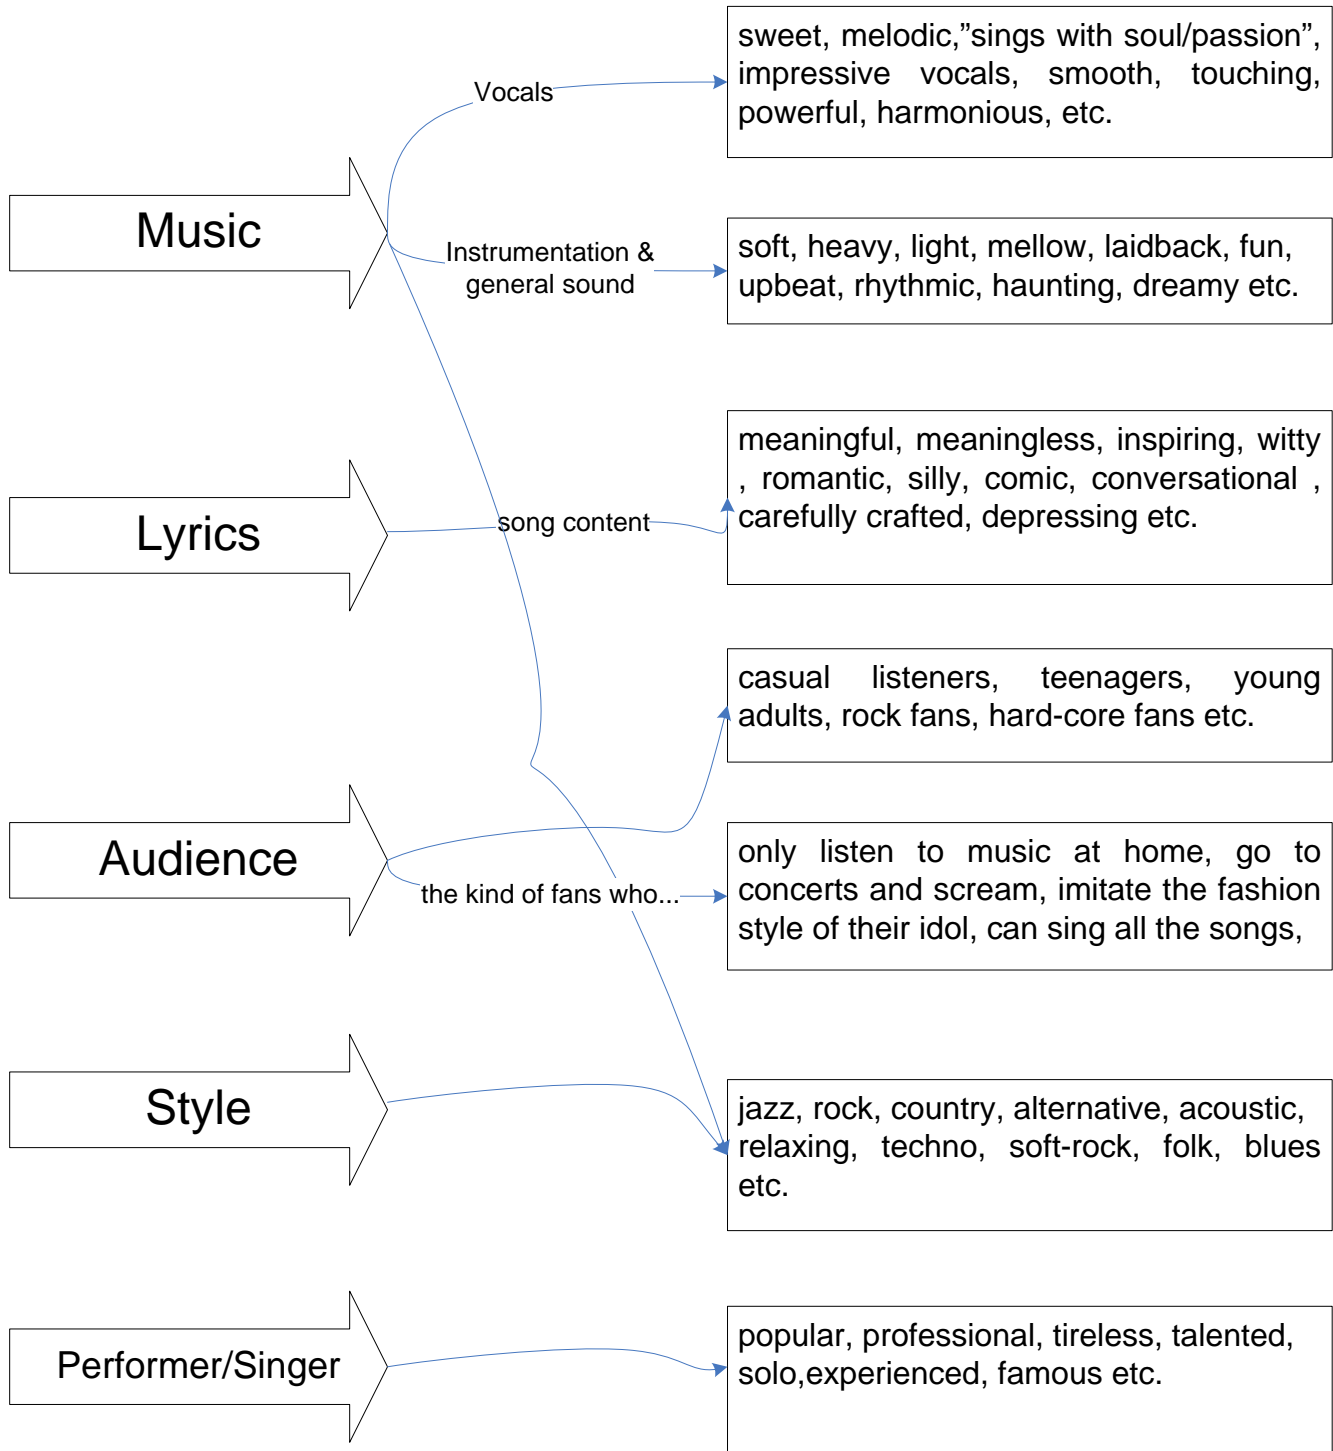 sweet, melodic,”sings with soul/passion”,
impressive vocals, smooth, touching,
powerful, harmonious, etc.
Vocals
Music
Instrumentation &
general sound
soft, heavy, light, mellow, laidback, fun,
upbeat, rhythmic, haunting, dreamy etc.
Lyrics
song content
meaningful, meaningless, inspiring, witty
, romantic, silly, comic, conversational ,
carefully crafted, depressing etc.
casual listeners, teenagers, young
adults, rock fans, hard-core fans etc.
Audience
the kind of fans who...
only listen to music at home, go to
concerts and scream, imitate the fashion
style of their idol, can sing all the songs,
Style
jazz, rock, country, alternative, acoustic,
relaxing, techno, soft-rock, folk, blues
etc.
Performer/Singer
popular, professional, tireless, talented,
solo,experienced, famous etc.